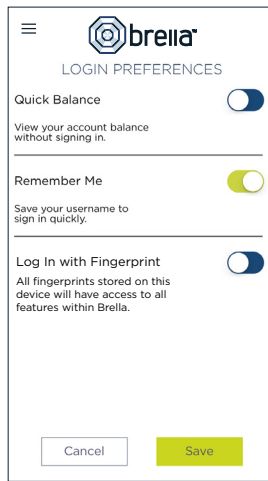 brella™
LOGIN PREFERENCES
Quick Balance
View your account balance
without signing in.
Remember Me
Save your username to
sign in quickly.
Log In with Fingerprint
All fingerprints stored on this
device will have access to all
features within Brella.
Cancel Save